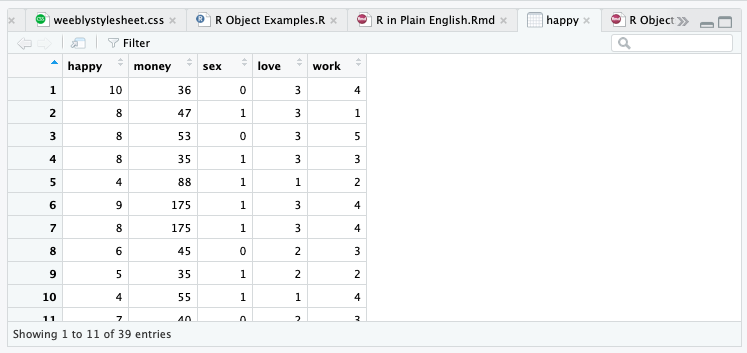 weeblystylesheet.css R Object Examples.R R in Plain English.Rmd happy R Object
Filter
happy money sex love work
1 10 36 0 3 4
2 8 47 1 3 1
3 8 53 0 3 5
4 8 35 1 3 3
5 4 88 1 1 2
6 9 175 1 3 4
7 8 175 1 3 4
8 6 45 0 2 3
9 5 35 1 2 2
10 4 55 1 1 4
11 7 40 0 2 3
Showing 1 to 11 of 39 entries